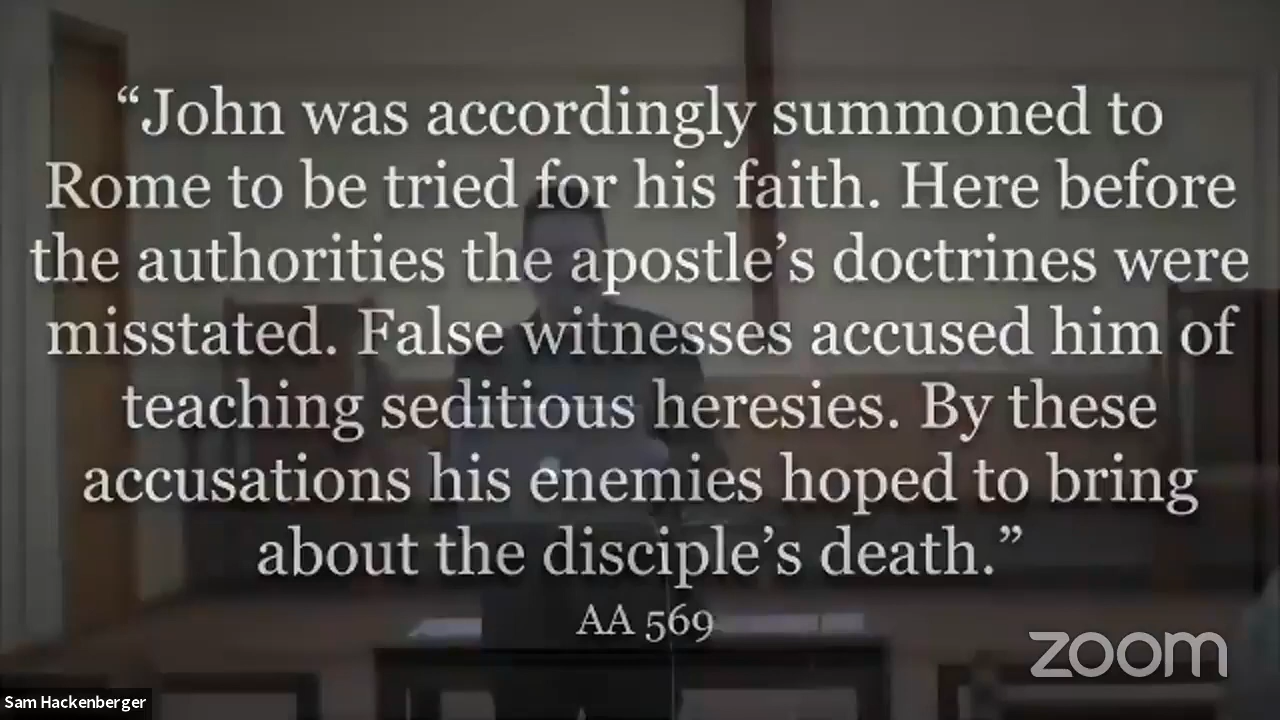 “John was accordingly summoned to
Rome to be tried for his faith. Here before
the authorities the apostle’s doctrines were
misstated. False witnesses accused him of
teaching seditious heresies. By these
accusations his enemies hoped to bring
about the disciple’s death.”
AA 569
zoom
Sam Hackenberger